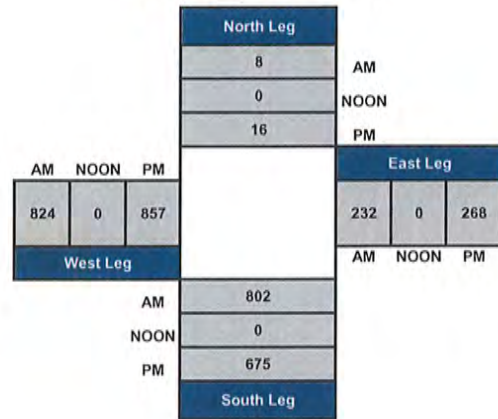 North Leg
8 AM
0 NOON
16 PM
AM NOON PM
East Leg
824 0 857
232 0 268
West Leg
AM NOON PM
AM 802
NOON 0
PM 675
South Leg